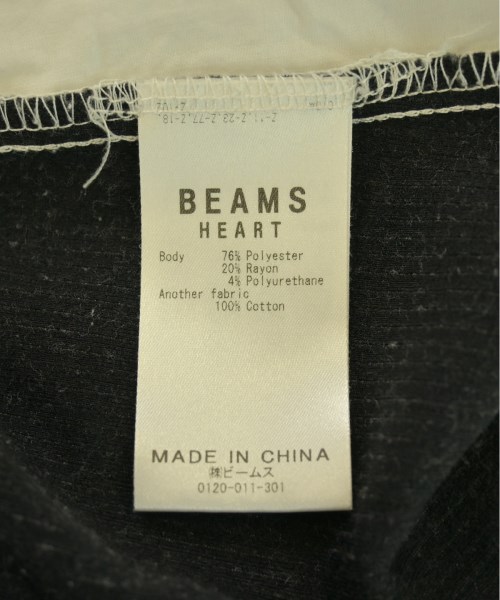 BEAMS
HEART
Body 76% Polyester
20% Rayon
4% Polyurethane
Another fabric
100% Cotton
MADE IN CHINA
㈱ビームス
0120-011-301